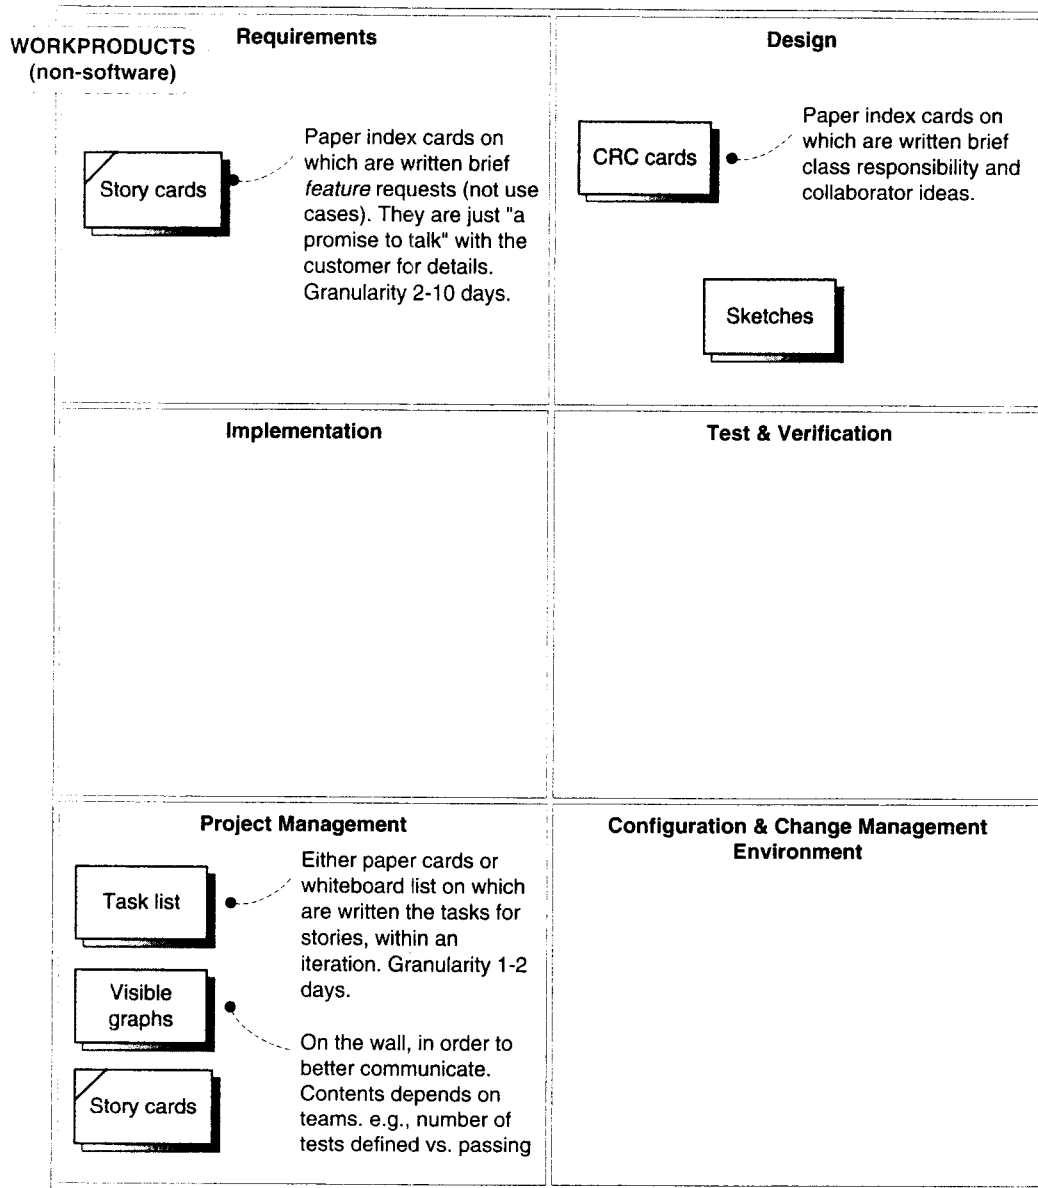 WORKPRODUCTS
(non-software)
Requirements
Story cards
Paper index cards on
which are written brief
feature requests (not use
cases). They are just "a
promise to talk" with the
customer for details.
Granularity 2-10 days.
Design
CRC cards
Paper index cards on
which are written brief
class responsibility and
collaborator ideas.
Sketches
Implementation
Test & Verification
Project Management
Task list
Either paper cards or
whiteboard list on which
are written the tasks for
stories, within an
iteration. Granularity 1-2
days.
Visible
graphs
On the wall, in order to
better communicate.
Contents depends on
teams. e.g., number of
tests defined vs. passing
Story cards
Configuration & Change Management
Environment